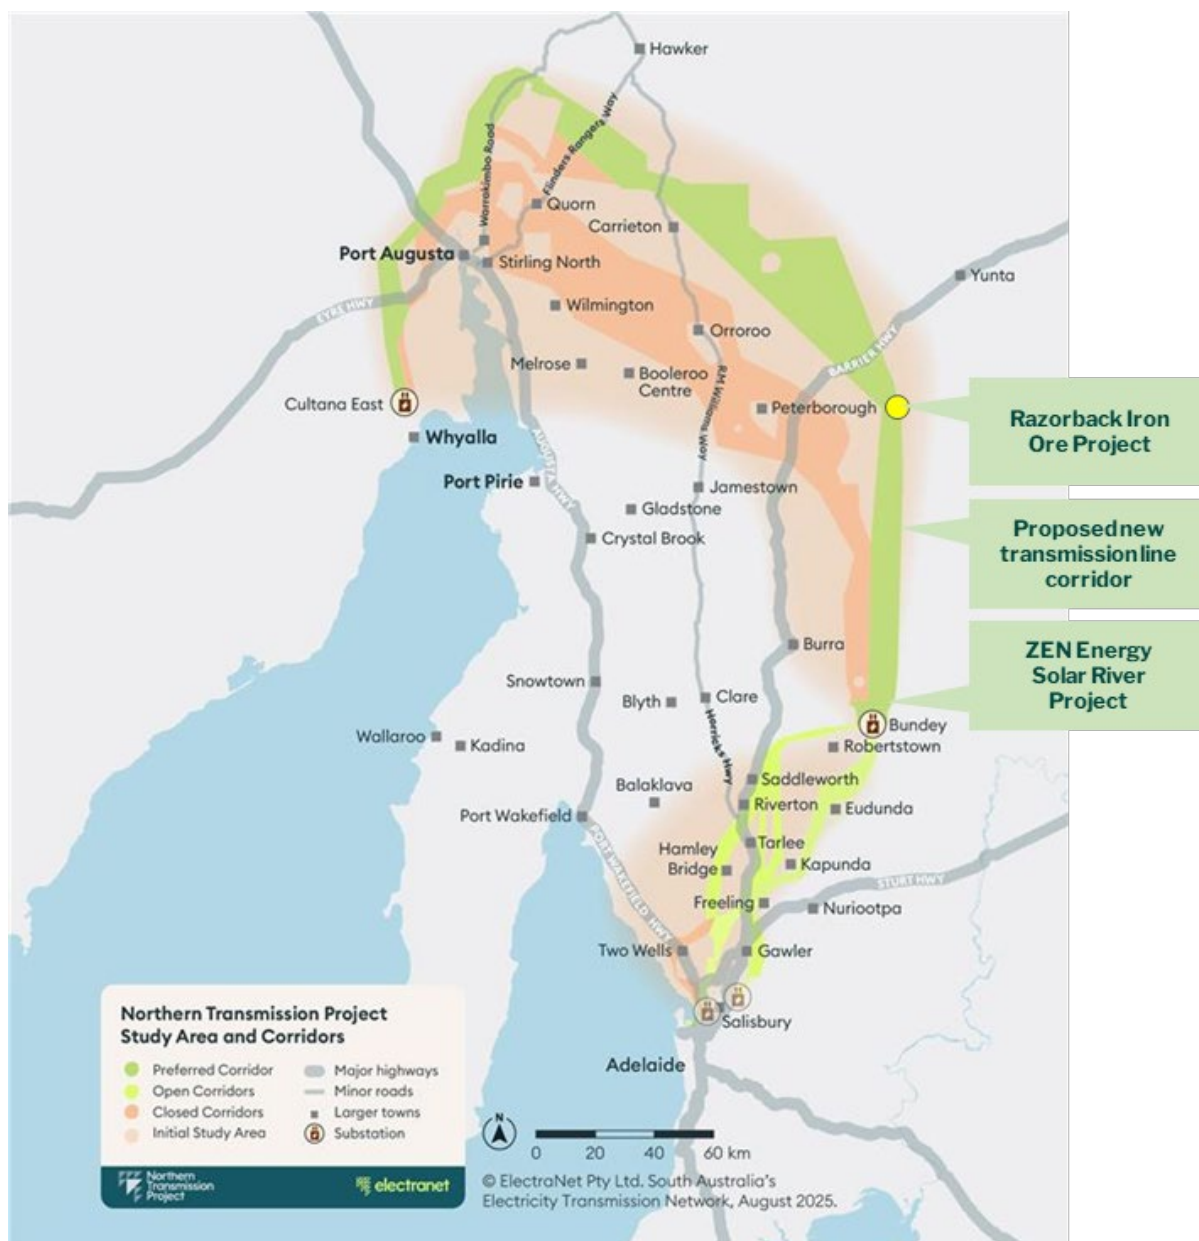 Hawker
Warrakimbo Road
Flinders Ranges Way
Quorn
Carrieton
Port Augusta
Stirling North
Yunta
EYRE HWY
Wilmington
Orroroo
BARRIER HWY
Melrose
Booleroo
Centre
RM Williams Way
Cultana East
Peterborough
Razorback Iron
Ore Project
Whyalla
AUGUSTA HWY
Port Pirie
Jamestown
Gladstone
Crystal Brook
Proposed new
transmission line
corridor
Burra
ZEN Energy
Solar River
Project
Snowtown
Blyth
Clare
Horrocks Hwy
Bundey
Wallaroo
Kadina
Robertstown
Saddleworth
Balaklava
Riverton
Eudunda
Port Wakefield
PORT WAKEFIELD HWY
Tarlee
Hamley
Bridge
Kapunda
STURT HWY
Freeling
Nuriootpa
Two Wells
Gawler
Salisbury
Adelaide
Northern Transmission Project
Study Area and Corridors
Preferred Corridor
Open Corridors
Closed Corridors
Initial Study Area
Major highways
Minor roads
Larger towns
Substation
Northern
Transmission
Project
electranet
N
0 20 40 60 km
© ElectraNet Pty Ltd. South Australia's
Electricity Transmission Network, August 2025.